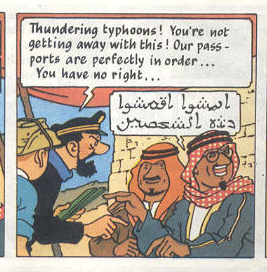 Thundering typhoons! You're not
getting away with this! Our pass-
ports are perfectly in order...
You have no right...